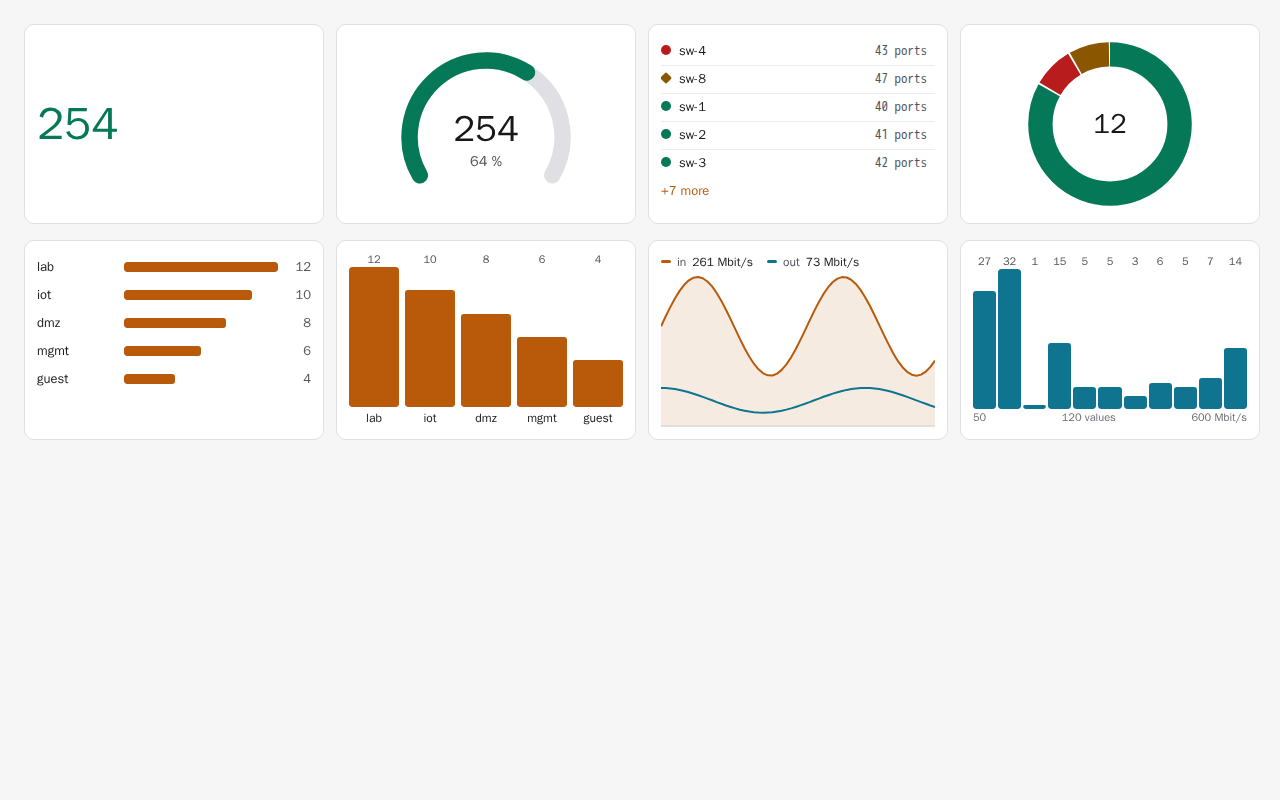 254
254
64 %
sw-4 43 ports
sw-8 47 ports
sw-1 40 ports
sw-2 41 ports
sw-3 42 ports
+7 more
12
lab 12
iot 10
dmz 8
mgmt 6
guest 4
12 10 8 6 4
lab iot dmz mgmt guest
in 261 Mbit/s out 73 Mbit/s
27 32 1 15 5 5 3 6 5 7 14
50 120 values 600 Mbit/s